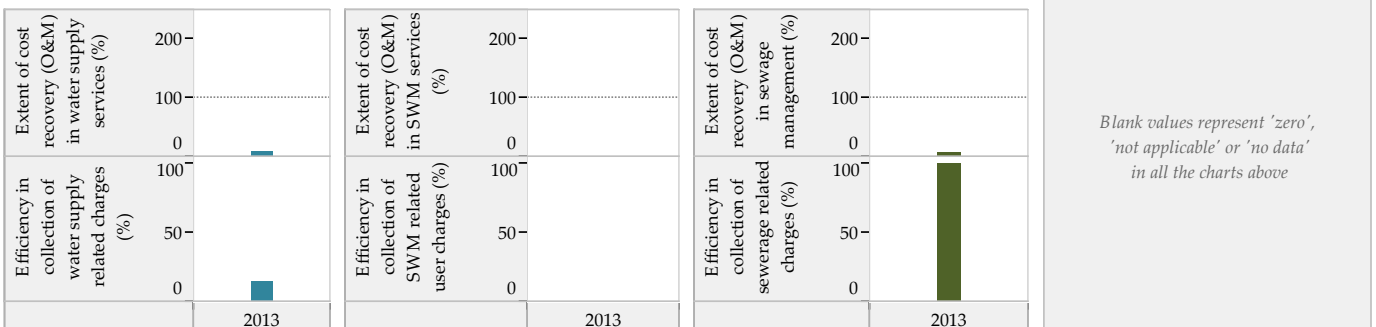 Extent of cost
recovery (O&M)
in water supply
services (%)
200
100
0
Efficiency in
collection of
water supply
related charges
(%)
100
50
0
2013
Extent of cost
recovery (O&M)
in SWM services
(%)
200
100
0
Efficiency in
collection of
SWM related
user charges (%)
100
50
0
2013
Extent of cost
recovery (O&M)
in sewage
management (%)
200
100
0
Efficiency in
collection of
sewerage related
charges (%)
100
50
0
2013
Blank values represent 'zero',
'not applicable' or 'no data'
in all the charts above